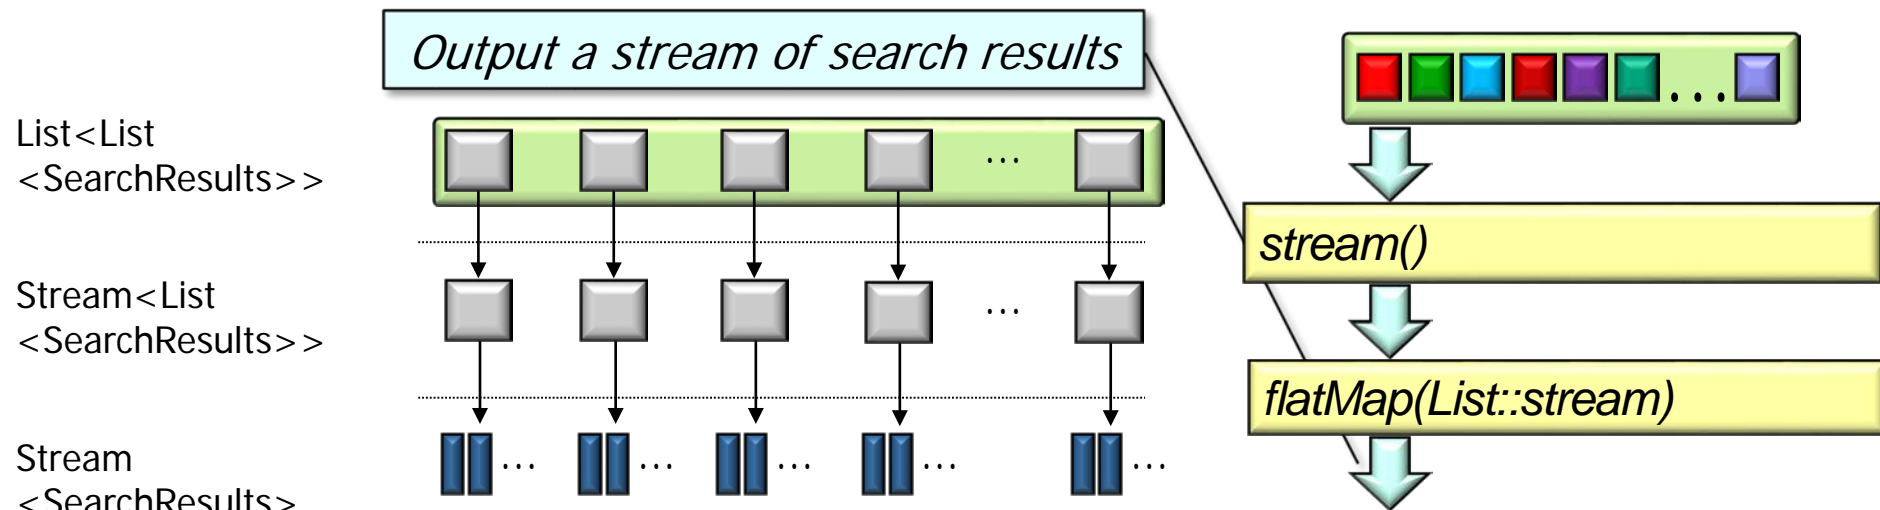 Output a stream of search results
List<List
<SearchResults>>
...
...
stream()
Stream<List
<SearchResults>>
...
flatMap(List::stream)
Stream
<SearchResults>
... ... ... ... ...